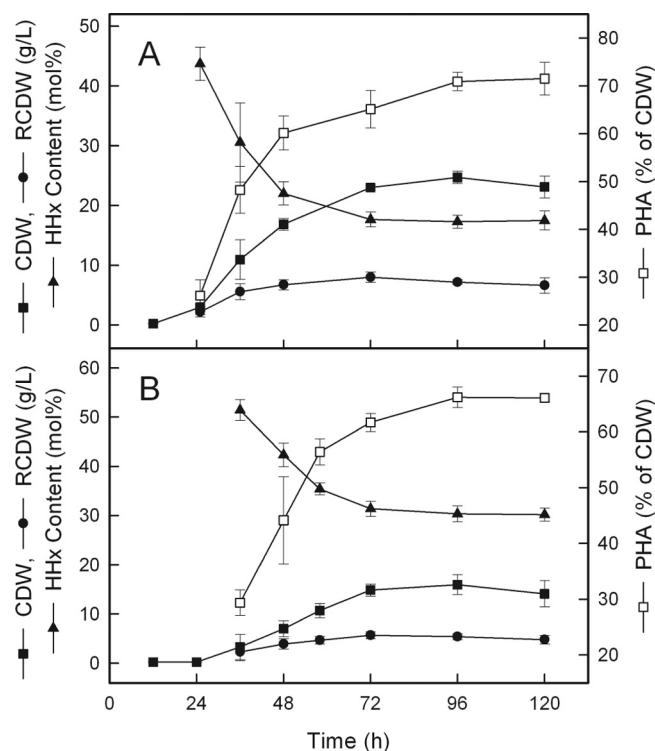 A
50
40
30
20
10
0
80
70
60
50
40
30
20
CDW, RCDW (g/L)
HHx Content (mol%)
PHA (% of CDW)
B
60
50
40
30
20
10
0
70
60
50
40
30
20
CDW, RCDW (g/L)
HHx Content (mol%)
PHA (% of CDW)
0 24 48 72 96 120
Time (h)